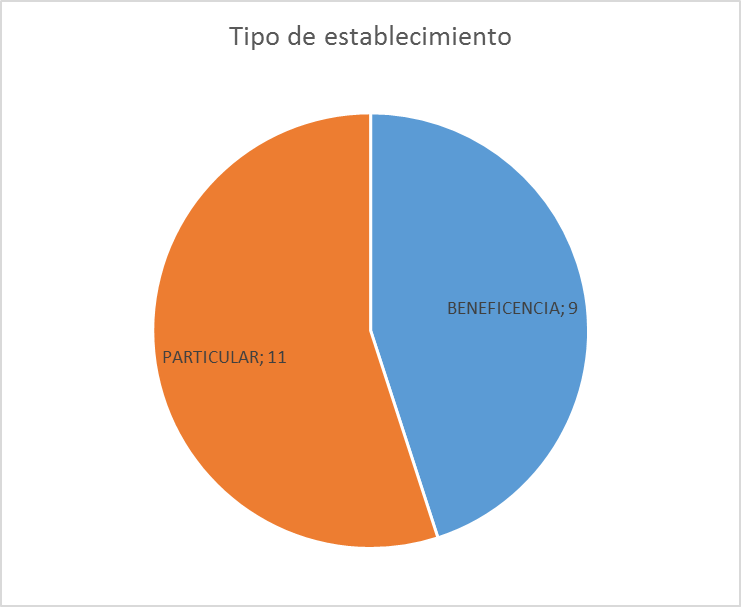 Tipo de establecimiento
BENEFICENCIA; 9
PARTICULAR; 11